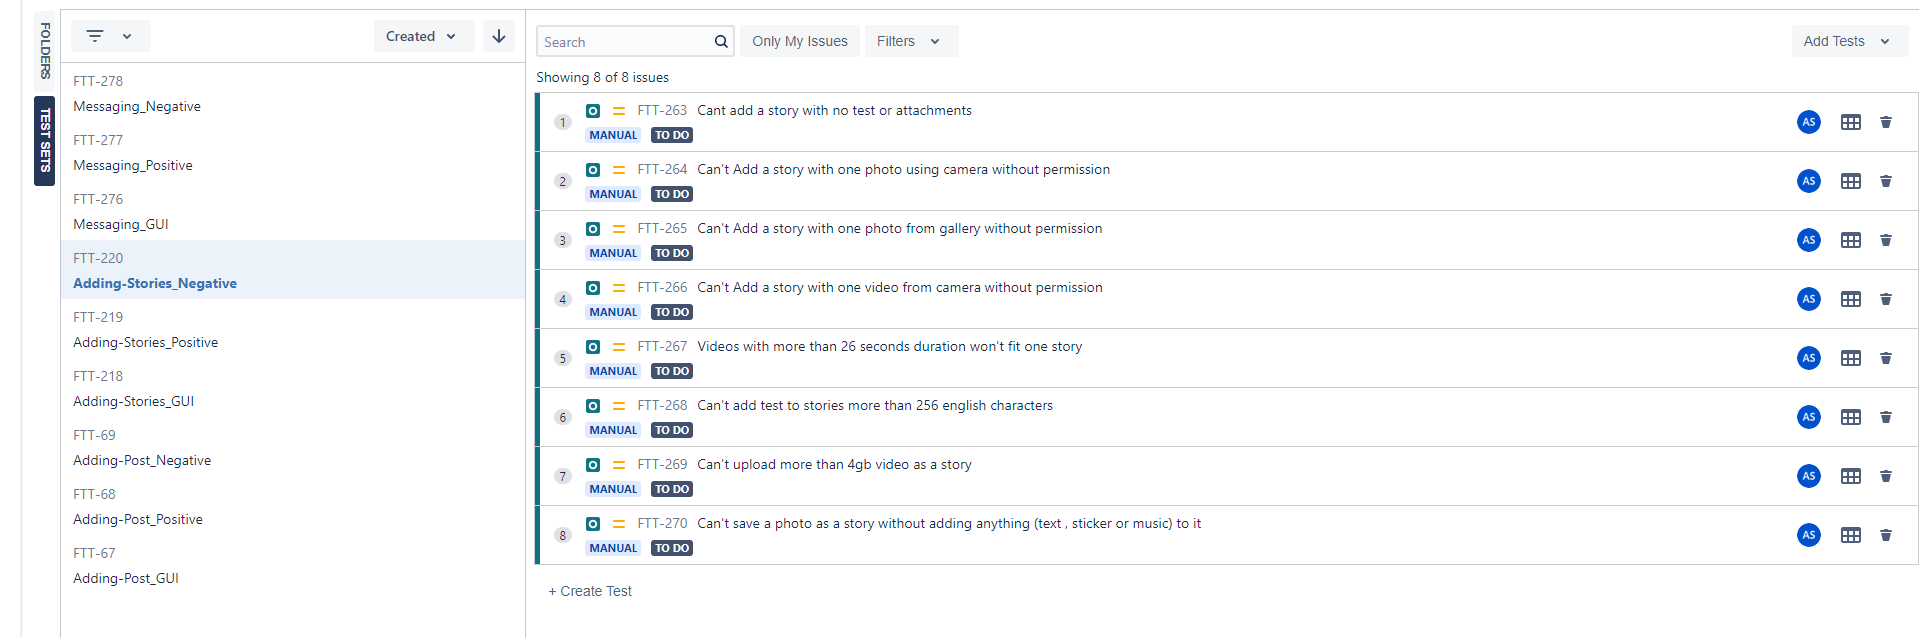 FOLDERS
TEST SETS
Created
FTT-278
Messaging_Negative
FTT-277
Messaging_Positive
FTT-276
Messaging_GUI
FTT-220
Adding-Stories_Negative
FTT-219
Adding-Stories_Positive
FTT-218
Adding-Stories_GUI
FTT-69
Adding-Post_Negative
FTT-68
Adding-Post_Positive
FTT-67
Adding-Post_GUI
Search Only My Issues Filters Add Tests
Showing 8 of 8 issues
1 FTT-263 Cant add a story with no test or attachments AS
MANUAL TO DO
2 FTT-264 Can't Add a story with one photo using camera without permission AS
MANUAL TO DO
3 FTT-265 Can't Add a story with one photo from gallery without permission AS
MANUAL TO DO
4 FTT-266 Can't Add a story with one video from camera without permission AS
MANUAL TO DO
5 FTT-267 Videos with more than 26 seconds duration won't fit one story AS
MANUAL TO DO
6 FTT-268 Can't add test to stories more than 256 english characters AS
MANUAL TO DO
7 FTT-269 Can't upload more than 4gb video as a story AS
MANUAL TO DO
8 FTT-270 Can't save a photo as a story without adding anything (text , sticker or music) to it AS
MANUAL TO DO
+ Create Test